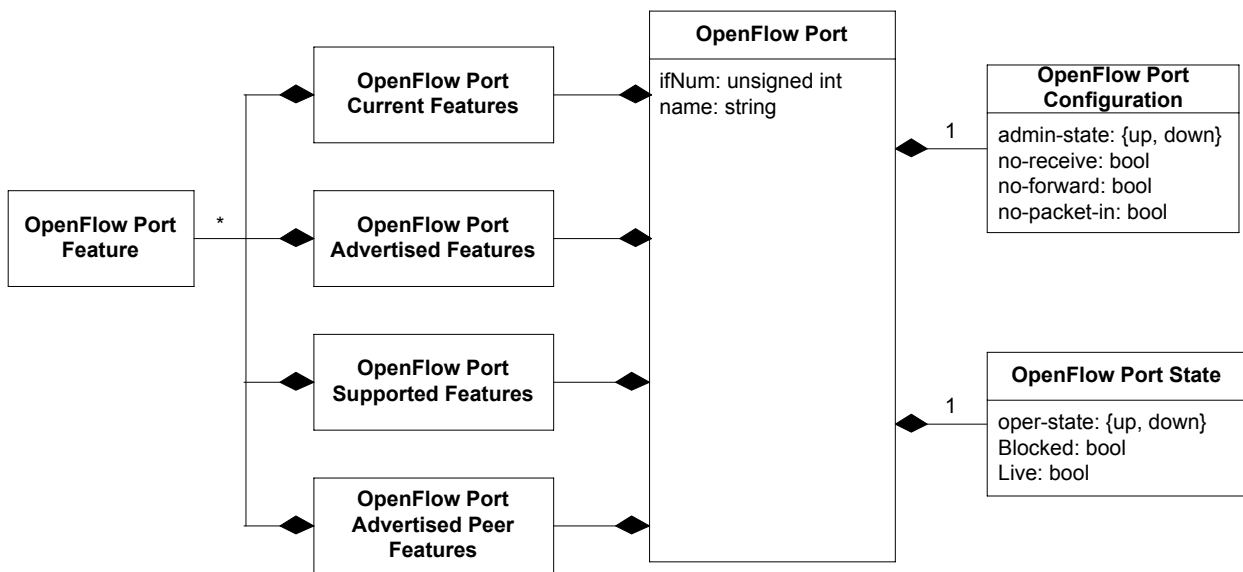 OpenFlow Port
Feature
*
OpenFlow Port
Current Features
OpenFlow Port
Advertised Features
OpenFlow Port
Supported Features
OpenFlow Port
Advertised Peer
Features
OpenFlow Port
ifNum: unsigned int
name: string
1
OpenFlow Port
Configuration
admin-state: {up, down}
no-receive: bool
no-forward: bool
no-packet-in: bool
1
OpenFlow Port State
oper-state: {up, down}
Blocked: bool
Live: bool